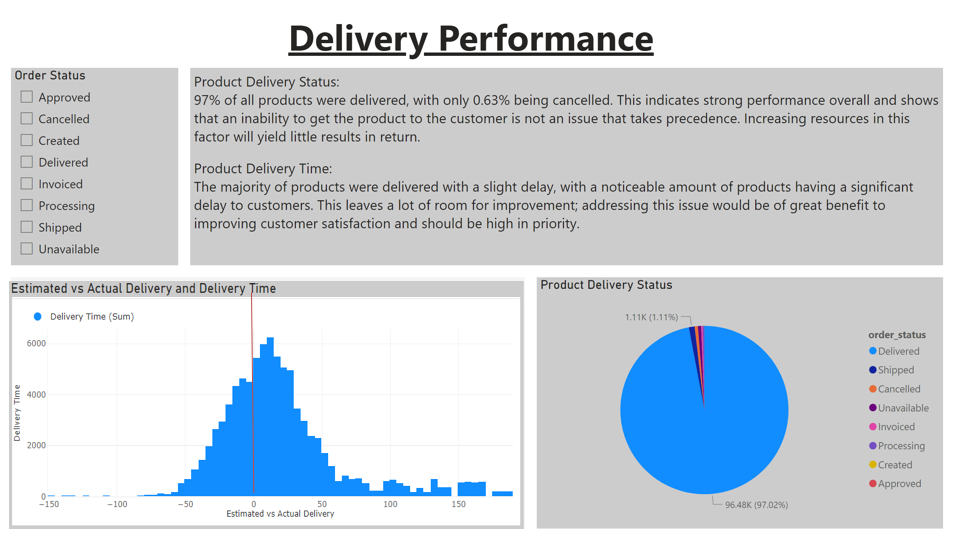 Delivery Performance
Order Status
Approved
Cancelled
Created
Delivered
Invoiced
Processing
Shipped
Unavailable
Product Delivery Status:
97% of all products were delivered, with only 0.63% being cancelled. This indicates strong performance overall and shows
that an inability to get the product to the customer is not an issue that takes precedence. Increasing resources in this
factor will yield little results in return.
Product Delivery Time:
The majority of products were delivered with a slight delay, with a noticeable amount of products having a significant
delay to customers. This leaves a lot of room for improvement; addressing this issue would be of great benefit to
improving customer satisfaction and should be high in priority.
Estimated vs Actual Delivery and Delivery Time
Delivery Time (Sum)
6000
4000
2000
0
Delivery Time
−150
−100
−50
0
50
100
150
Estimated vs Actual Delivery
Product Delivery Status
1.11K (1.11%)
96.48K (97.02%)
order_status
Delivered
Shipped
Cancelled
Unavailable
Invoiced
Processing
Created
Approved